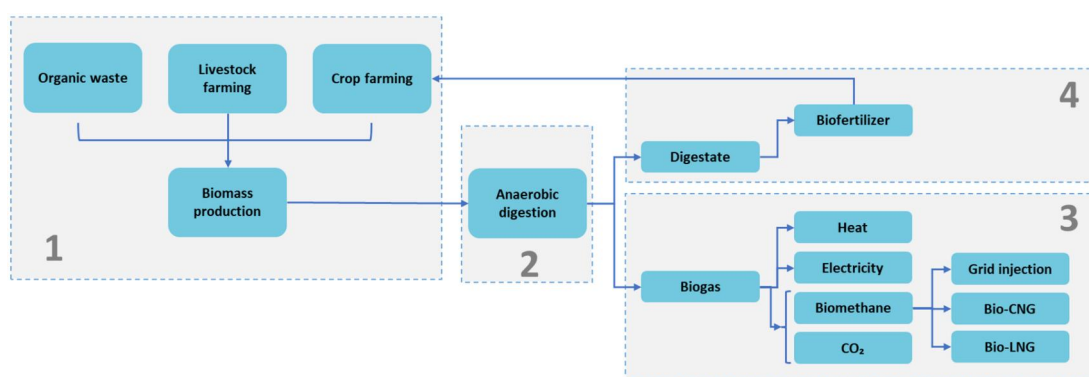 Organic waste
Livestock
farming
Crop farming
Biomass
production
1
Anaerobic
digestion
2
4
Biofertilizer
Digestate
3
Heat
Electricity
Grid injection
Biogas
Biomethane
Bio-CNG
CO₂
Bio-LNG